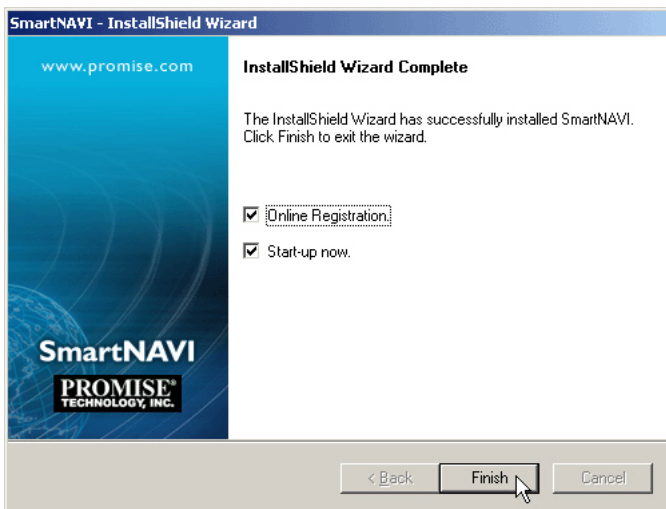 SmartNAVI - InstallShield Wizard
www.promise.com
InstallShield Wizard Complete
The InstallShield Wizard has successfully installed SmartNAVI.
Click Finish to exit the wizard.
Online Registration.
Start-up now.
SmartNAVI
PROMISE®
TECHNOLOGY, INC.
< Back
Finish
Cancel